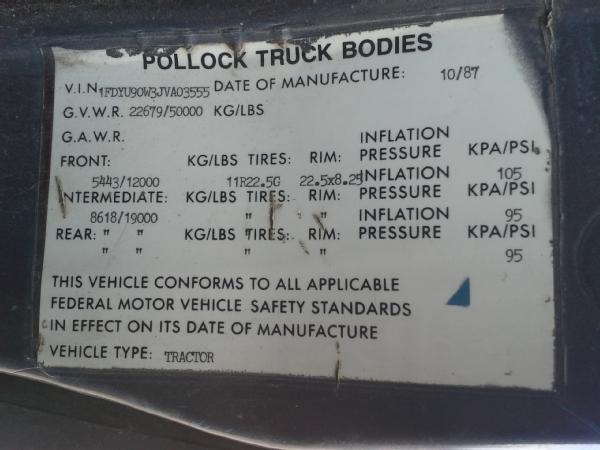 POLLOCK TRUCK BODIES
V.I.N 1FDYU90W3JVA03555 DATE OF MANUFACTURE: 10/87
G.V.W.R. 22679/50000 KG/LBS
G.A.W.R. INFLATION
FRONT: KG/LBS TIRES: RIM: PRESSURE KPA/PSI
5443/12000 11R22.5G 22.5x8.25 INFLATION 105
INTERMEDIATE: KG/LBS TIRES: RIM: PRESSURE KPA/PSI
8618/19000 " " INFLATION 95
REAR: " " KG/LBS TIRES: RIM: PRESSURE KPA/PSI
" " " " 95
THIS VEHICLE CONFORMS TO ALL APPLICABLE
FEDERAL MOTOR VEHICLE SAFETY STANDARDS
IN EFFECT ON ITS DATE OF MANUFACTURE
VEHICLE TYPE: TRACTOR